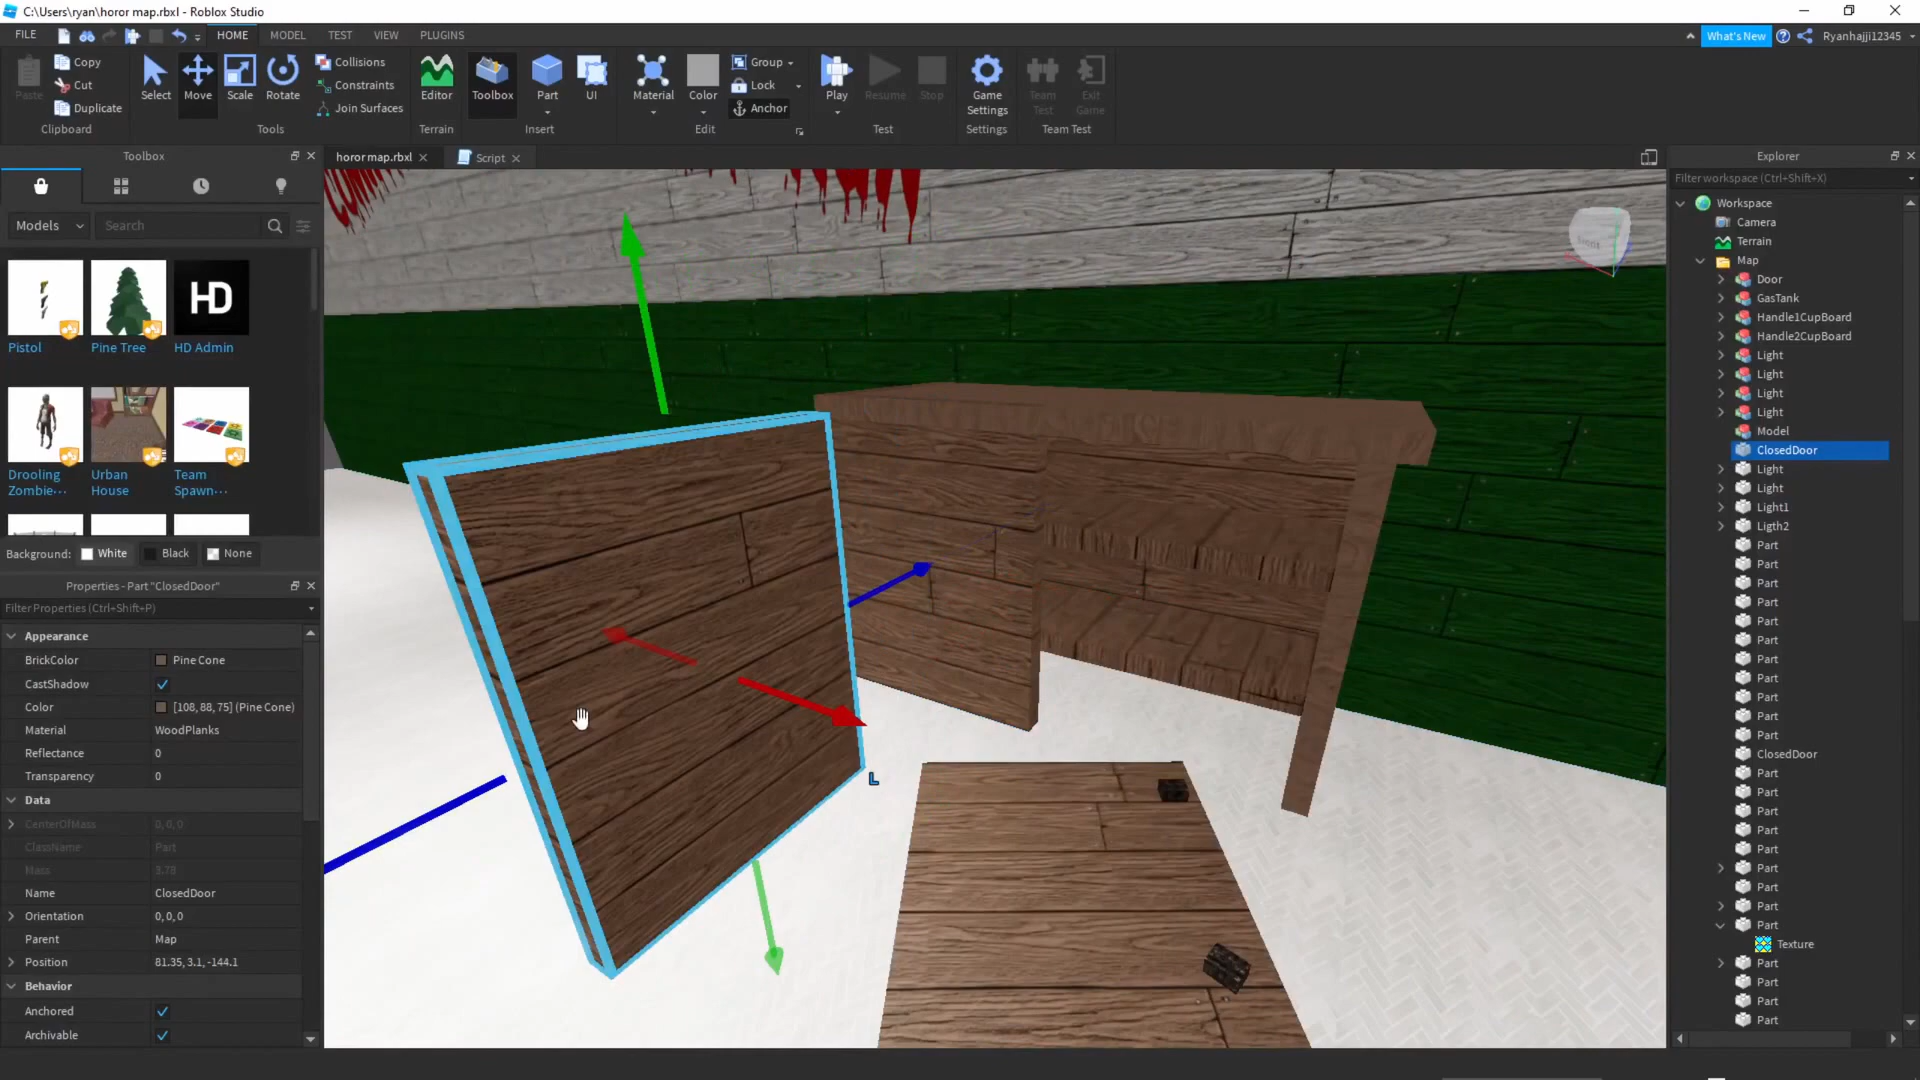 C:\Users\ryan\horor map.rbxl - Roblox Studio
FILE HOME MODEL TEST VIEW PLUGINS What's New Ryanhajji12345
Paste Copy Cut Duplicate Clipboard
Select Move Scale Rotate Collisions Constraints Join Surfaces Tools
Editor Terrain
Toolbox Part UI Insert
Material Color Group Lock Anchor Edit
Play Resume Stop Test
Game Settings Settings
Team Test Exit Game Team Test
Toolbox
horor map.rbxl Script
Explorer
Filter workspace (Ctrl+Shift+X)
Models Search
Pistol Pine Tree HD Admin
HD
Drooling Zombie··· Urban House Team Spawn···
Background: White Black None
Properties - Part "ClosedDoor"
Filter Properties (Ctrl+Shift+P)
Appearance
BrickColor Pine Cone
CastShadow
Color [108, 88, 75] (Pine Cone)
Material WoodPlanks
Reflectance 0
Transparency 0
Data
CenterOfMass 0, 0, 0
ClassName Part
Mass 3.78
Name ClosedDoor
Orientation 0, 0, 0
Parent Map
Position 81.35, 3.1, -144.1
Behavior
Anchored
Archivable
Front
L
Workspace
Camera
Terrain
Map
Door
GasTank
Handle1CupBoard
Handle2CupBoard
Light
Light
Light
Light
Model
ClosedDoor
Light
Light
Light1
Ligth2
Part
Part
Part
Part
Part
Part
Part
Part
Part
Part
Part
ClosedDoor
Part
Part
Part
Part
Part
Part
Part
Part
Part
Texture
Part
Part
Part
Part